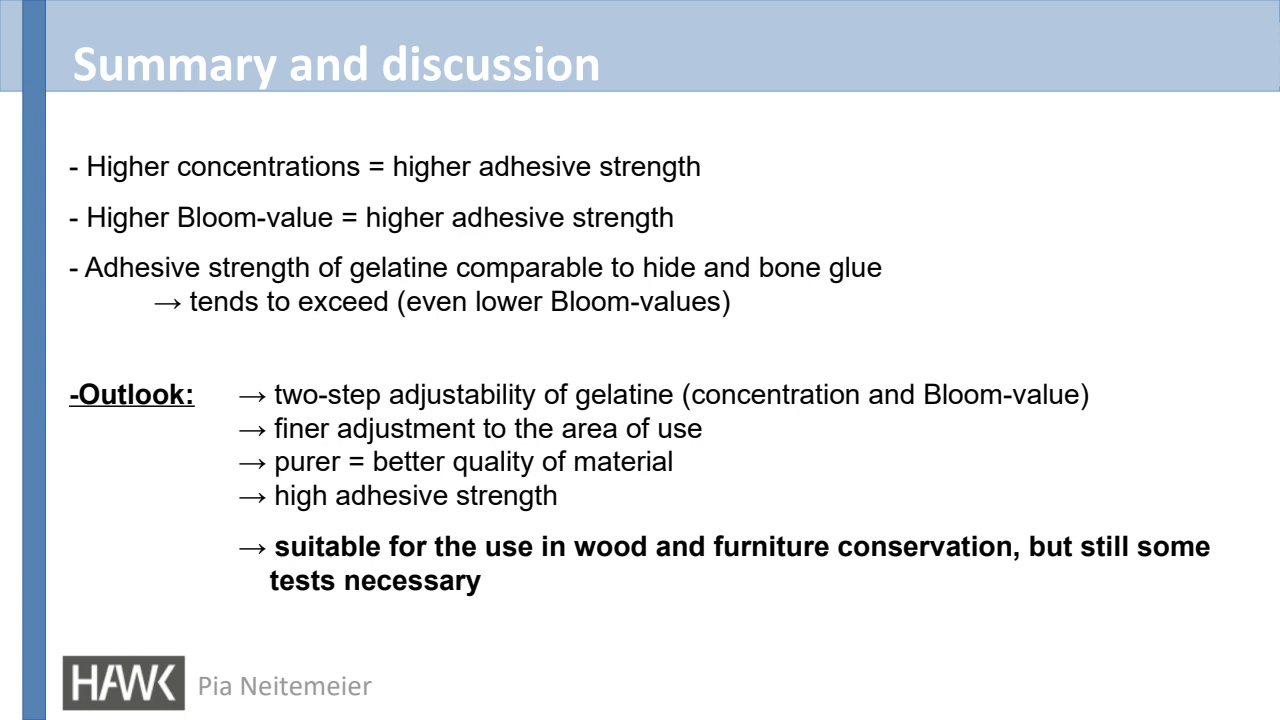 Summary and discussion
- Higher concentrations = higher adhesive strength
- Higher Bloom-value = higher adhesive strength
- Adhesive strength of gelatine comparable to hide and bone glue
→ tends to exceed (even lower Bloom-values)
-Outlook: → two-step adjustability of gelatine (concentration and Bloom-value)
→ finer adjustment to the area of use
→ purer = better quality of material
→ high adhesive strength
→ suitable for the use in wood and furniture conservation, but still some
tests necessary
HAWK Pia Neitemeier